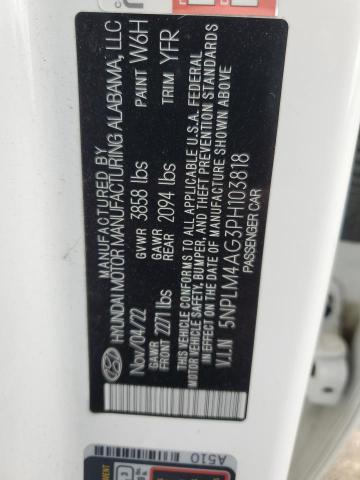 MANUFACTURED BY
HYUNDAI MOTOR MANUFACTURING ALABAMA, LLC
Nov/04/22 GVWR 3858 lbs PAINT W6H
GAWR FRONT 2271 lbs GAWR REAR 2094 lbs TRIM YFR
THIS VEHICLE CONFORMS TO ALL APPLICABLE U.S.A. FEDERAL
MOTOR VEHICLE SAFETY, BUMPER, AND THEFT PREVENTION STANDARDS
IN EFFECT ON THE DATE OF MANUFACTURE SHOWN ABOVE
V.I.N 5NPLM4AG3PH103818
PASSENGER CAR
A510